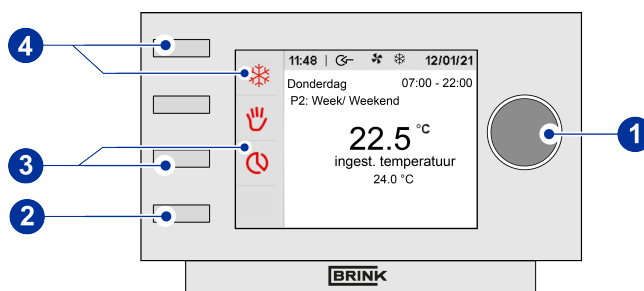 4
3
2
1
11:48 | 12/01/21
Donderdag 07:00 - 22:00
P2: Week/ Weekend
22.5 °C
ingest. temperatuur
24.0 °C
BRINK